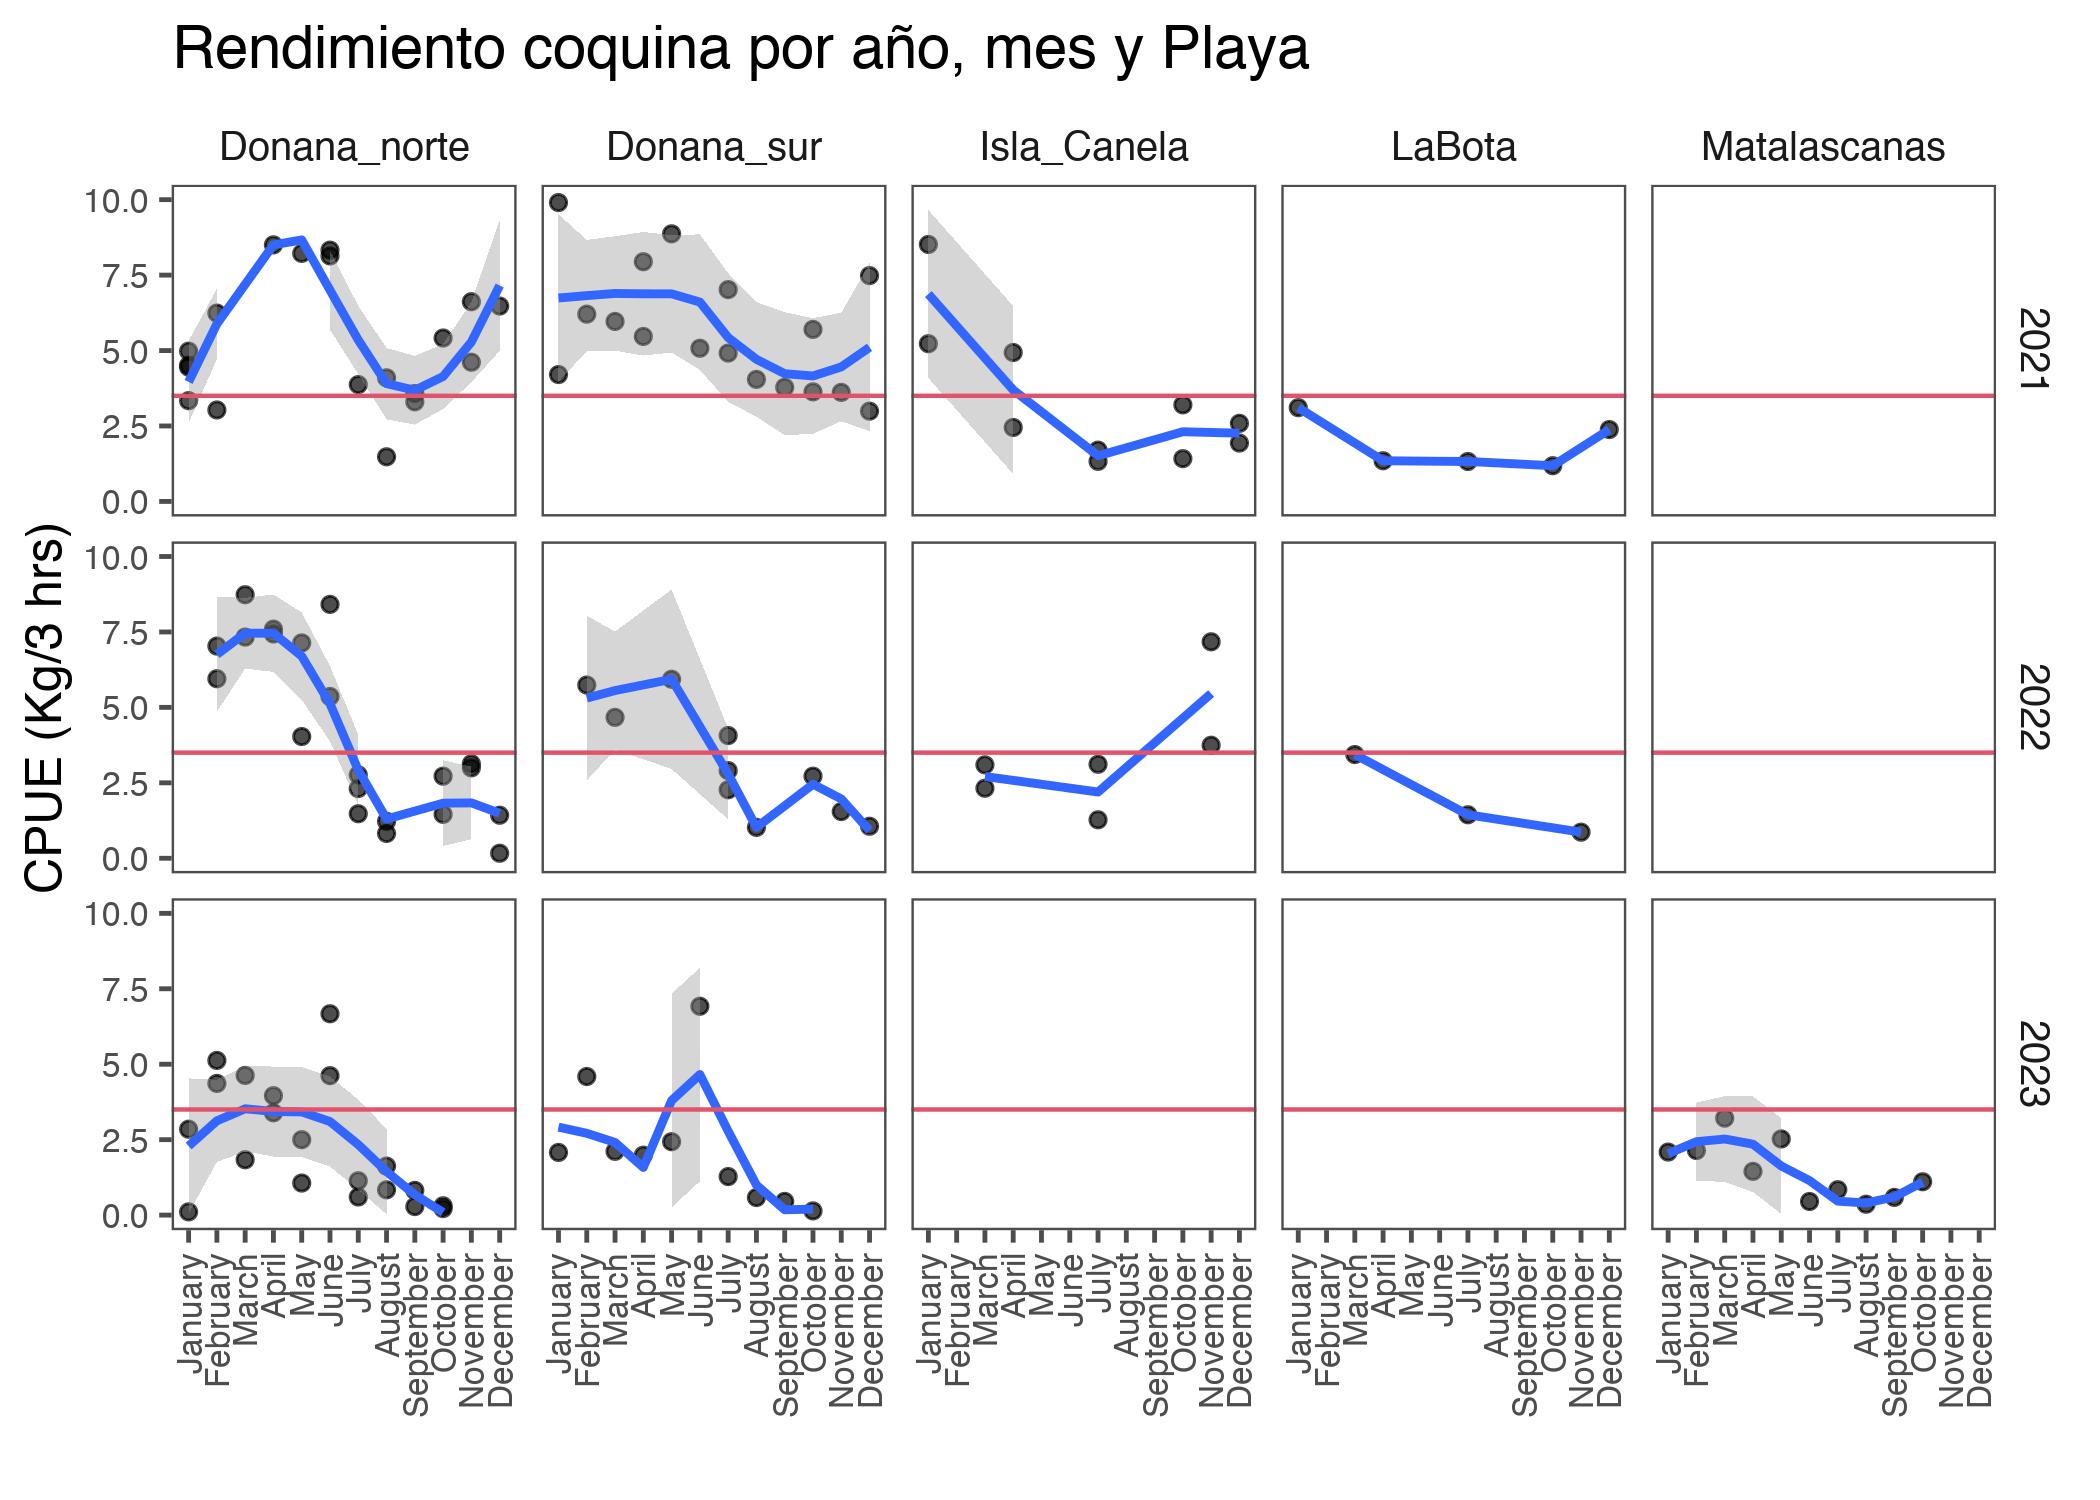 Rendimiento coquina por año, mes y Playa
Donana_norte
Donana_sur
Isla_Canela
LaBota
Matalascanas
CPUE (Kg/3 hrs)
10.0
7.5
5.0
2.5
0.0
2021
10.0
7.5
5.0
2.5
0.0
2022
10.0
7.5
5.0
2.5
0.0
2023
January
February
March
April
May
June
July
August
September
October
November
December
January
February
March
April
May
June
July
August
September
October
November
December
January
February
March
April
May
June
July
August
September
October
November
December
January
February
March
April
May
June
July
August
September
October
November
December
January
February
March
April
May
June
July
August
September
October
November
December